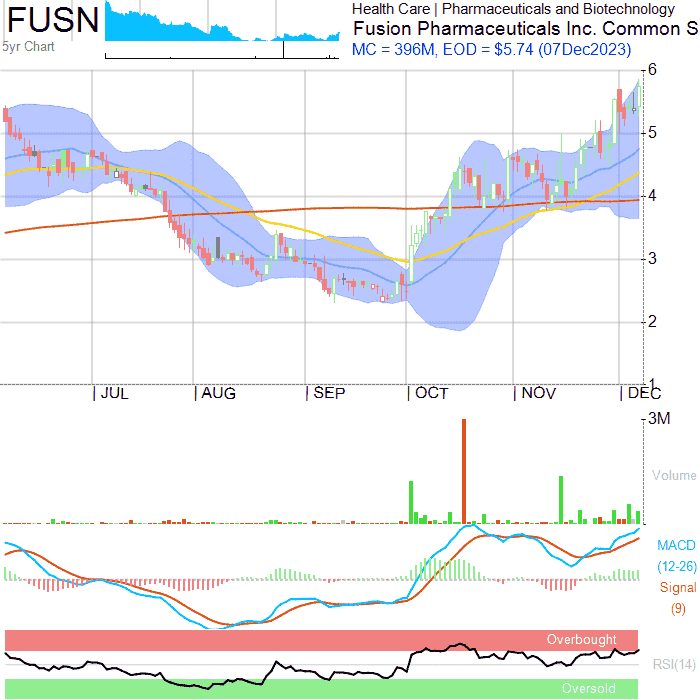 FUSN
5yr Chart
Health Care | Pharmaceuticals and Biotechnology
Fusion Pharmaceuticals Inc. Common S
MC = 396M, EOD = $5.74 (07Dec2023)
6
5
4
3
2
1
JUL AUG SEP OCT NOV DEC
3M
Volume
MACD
(12-26)
Signal
(9)
Overbought
RSI(14)
Oversold